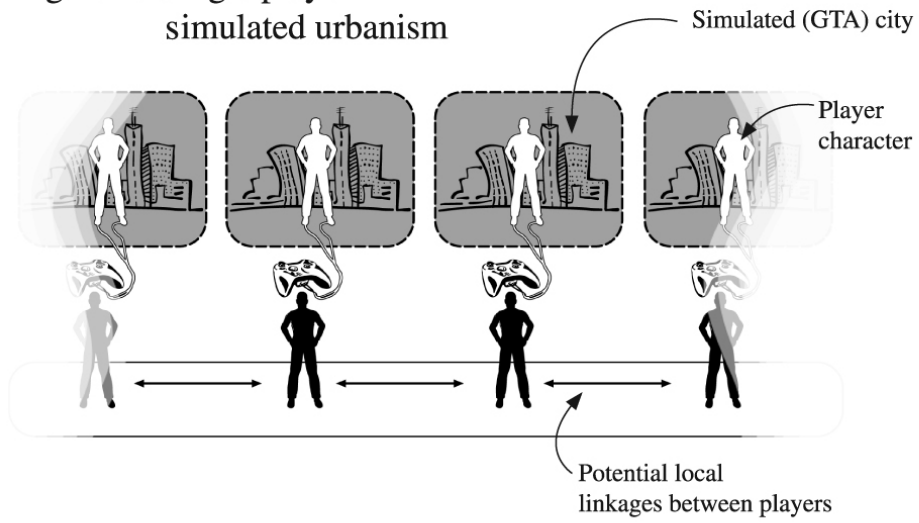 simulated urbanism
Simulated (GTA) city
Player
character
Potential local
linkages between players